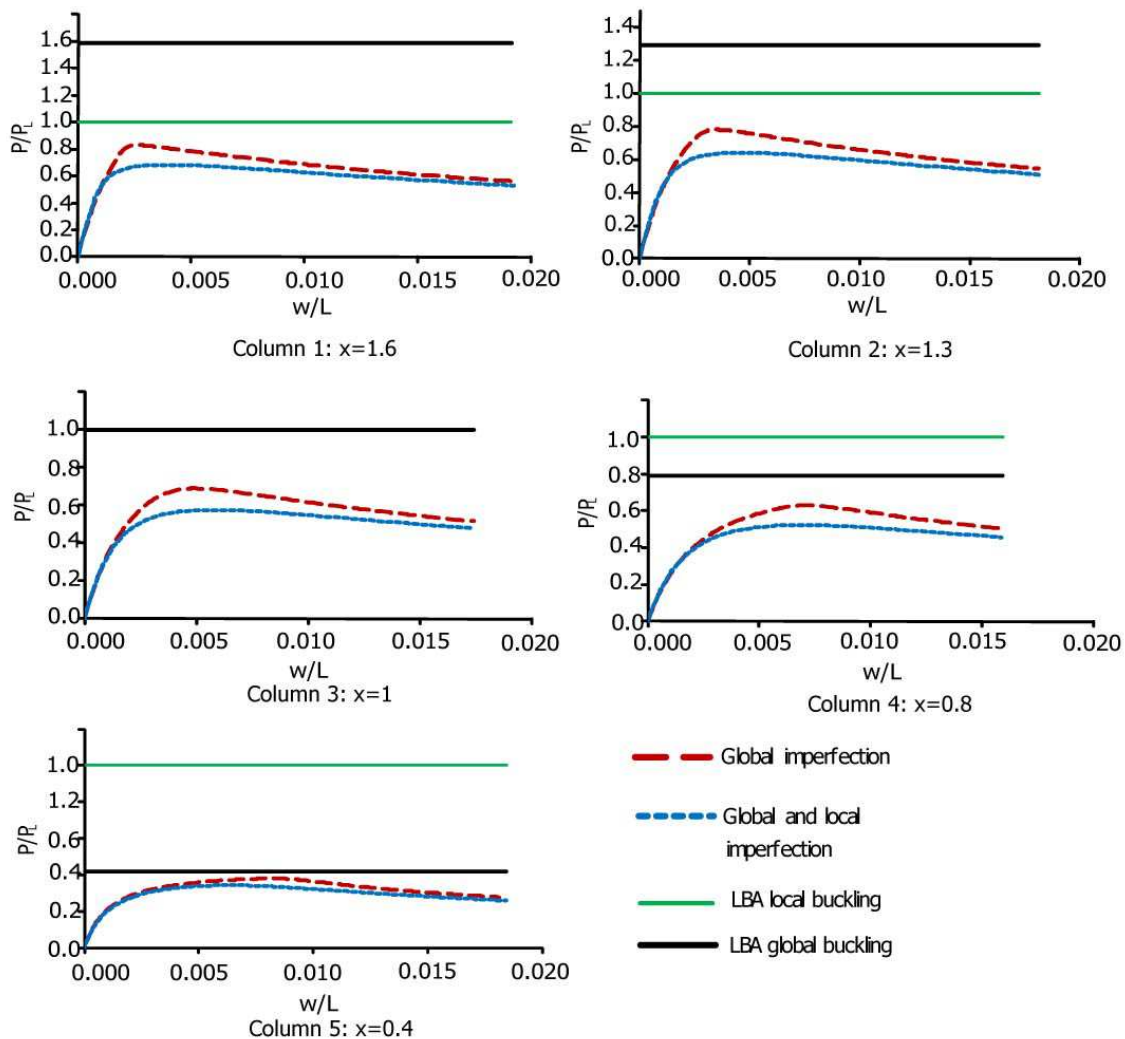 1.6
1.4
1.2
1.0
0.8
0.6
0.4
0.2
0.0
P/PL
0.000 0.005 0.010 0.015 0.020
w/L
Column 1: x=1.6
1.4
1.2
1.0
0.8
0.6
0.4
0.2
0.0
P/PL
0.000 0.005 0.010 0.015 0.020
w/L
Column 2: x=1.3
1.0
0.8
0.6
0.4
0.2
0.0
P/PL
0.000 0.005 0.010 0.015 0.020
w/L
Column 3: x=1
1.0
0.8
0.6
0.4
0.2
0.0
P/PL
0.000 0.005 0.010 0.015 0.020
w/L
Column 4: x=0.8
1.0
1.2
0.6
0.4
0.2
0.0
P/PL
0.000 0.005 0.010 0.015 0.020
w/L
Column 5: x=0.4
Global imperfection
Global and local
imperfection
LBA local buckling
LBA global buckling